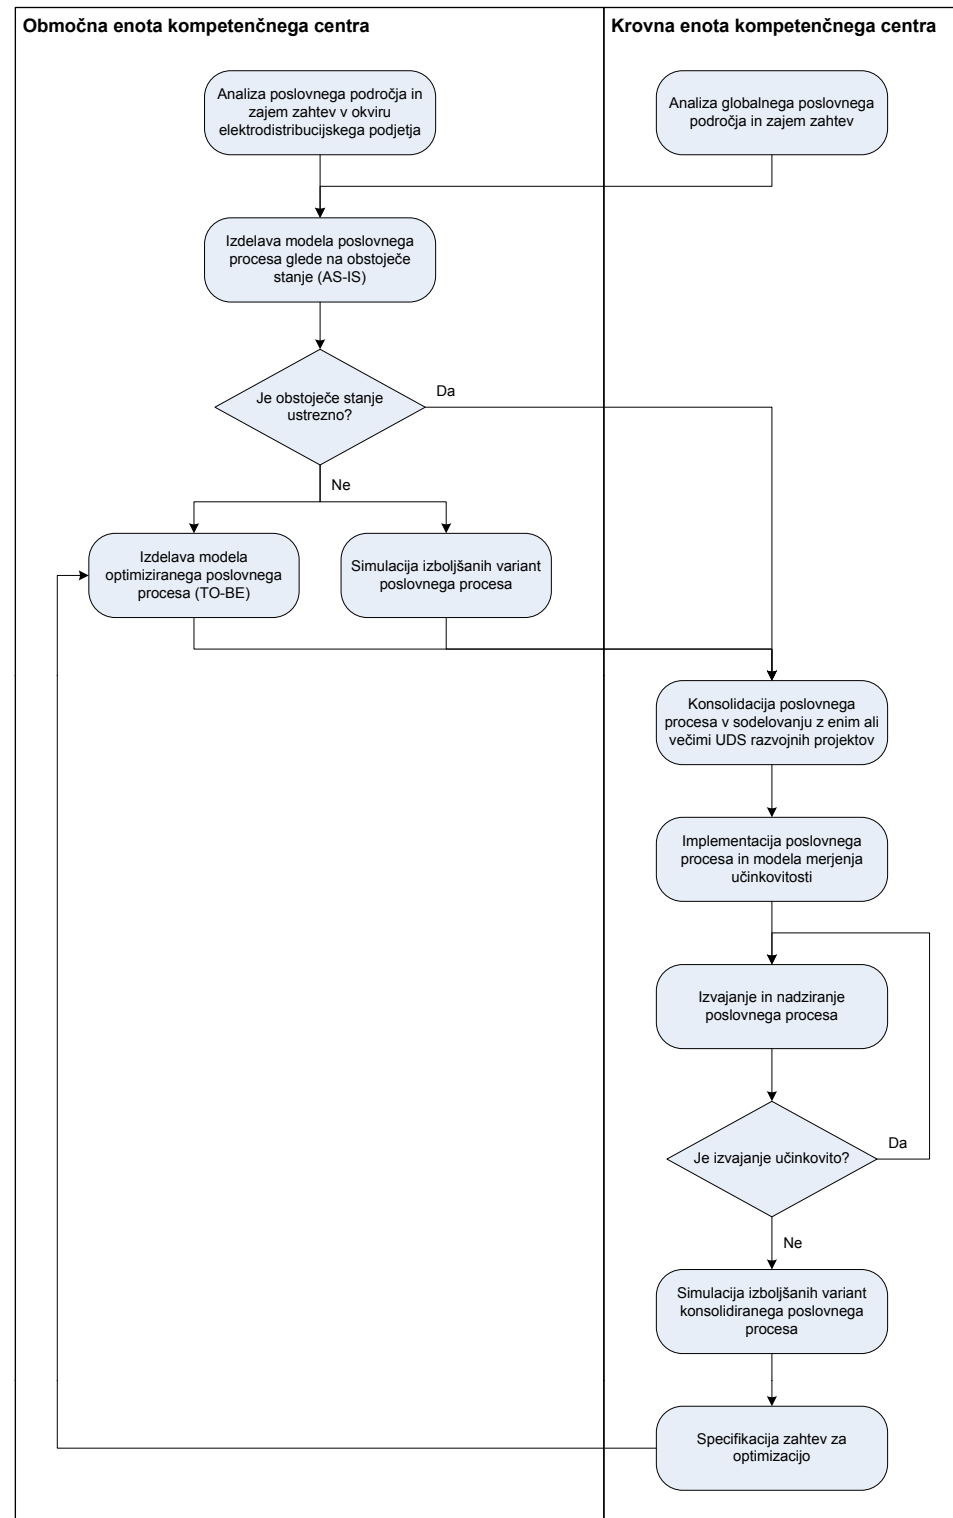 Območna enota kompetenčnega centra
Krovna enota kompetenčnega centra
Analiza poslovnega področja in
zajem zahtev v okviru
elektrodistribucijskega podjetja
Analiza globalnega poslovnega
področja in zajem zahtev
Izdelava modela poslovnega
procesa glede na obstoječe
stanje (AS-IS)
Je obstoječe stanje
ustrezno?
Da
Ne
Izdelava modela
optimiziranega poslovnega
procesa (TO-BE)
Simulacija izboljšanih variant
poslovnega procesa
Konsolidacija poslovnega
procesa v sodelovanju z enim ali
večimi UDS razvojnih projektov
Implementacija poslovnega
procesa in modela merjenja
učinkovitosti
Izvajanje in nadziranje
poslovnega procesa
Je izvajanje učinkovito?
Da
Ne
Simulacija izboljšanih variant
konsolidiranega poslovnega
procesa
Specifikacija zahtev za
optimizacijo